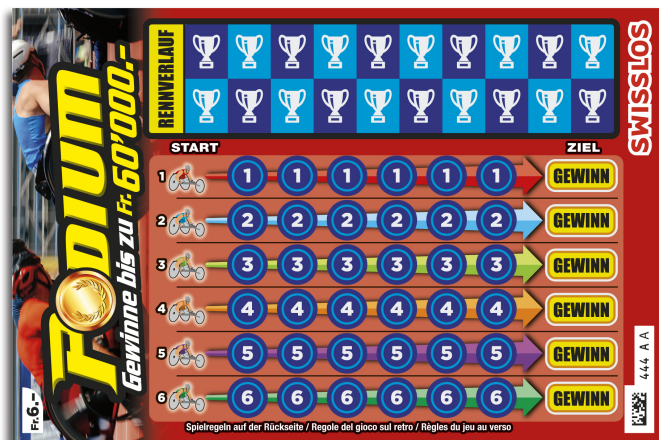 PODIUM
Gewinne bis zu Fr. 60'000.-
Fr. 6.-
RENNVERLAUF
SWISSLOS
START
ZIEL
1 1 1 1 1 1 1 GEWINN
2 2 2 2 2 2 2 GEWINN
3 3 3 3 3 3 3 GEWINN
4 4 4 4 4 4 4 GEWINN
5 5 5 5 5 5 5 GEWINN
6 6 6 6 6 6 6 GEWINN
444 A A
Spielregeln auf der Rückseite / Regole del gioco sul retro / Règles du jeu au verso